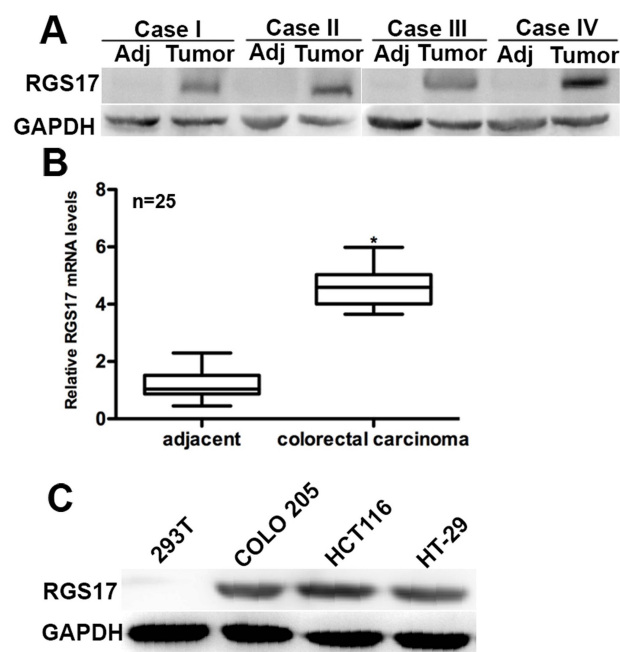 A
Case I Case II Case III Case IV
Adj Tumor Adj Tumor Adj Tumor Adj Tumor
RGS17
GAPDH
B
Relative RGS17 mRNA levels
8
n=25
6
*
4
2
0
adjacent colorectal carcinoma
C
293T COLO 205 HCT116 HT-29
RGS17
GAPDH